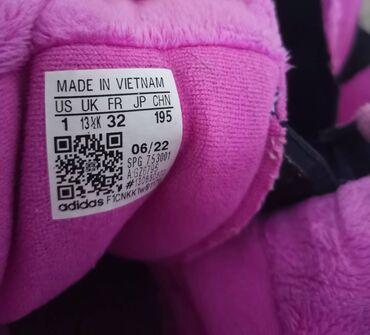 MADE IN VIETNAM
US UK FR JP CHN
1 13½K 32 195
06/22
SPG 753001
adidas